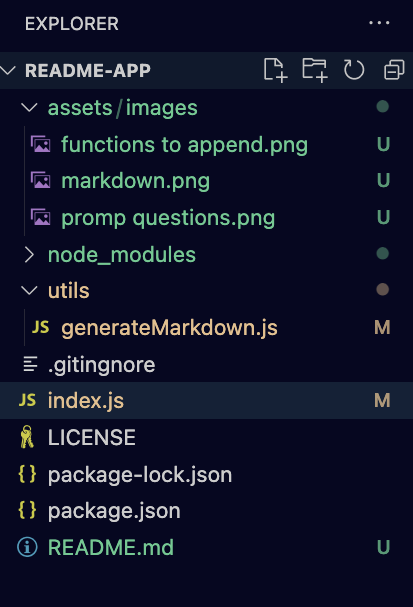 EXPLORER ...
README-APP
assets/images
functions to append.png U
markdown.png U
promp questions.png U
node_modules
utils
JS generateMarkdown.js M
.gitingnore
JS index.js M
LICENSE
{} package-lock.json
{} package.json
README.md U